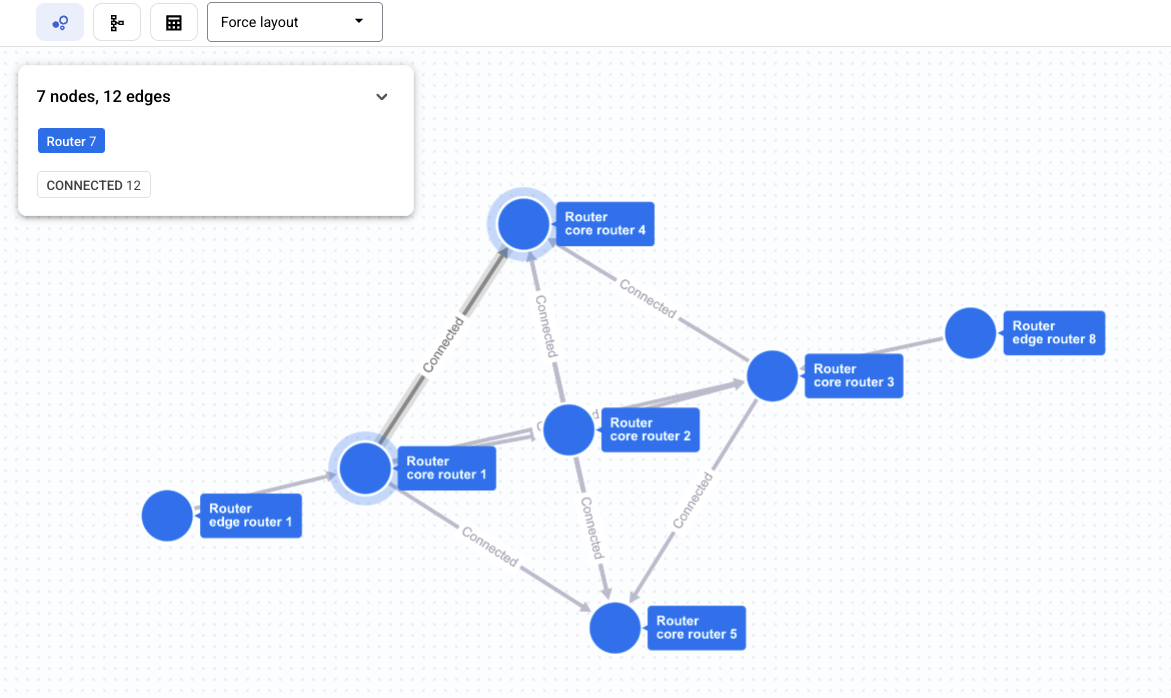 Force layout
7 nodes, 12 edges
Router 7
CONNECTED 12
Router
core router 4
Connected
Connected
Connected
Router
edge router 8
Router
core router 3
Router
core router 2
Router
core router 1
Router
edge router 1
Connected
Connected
Connected
Router
core router 5